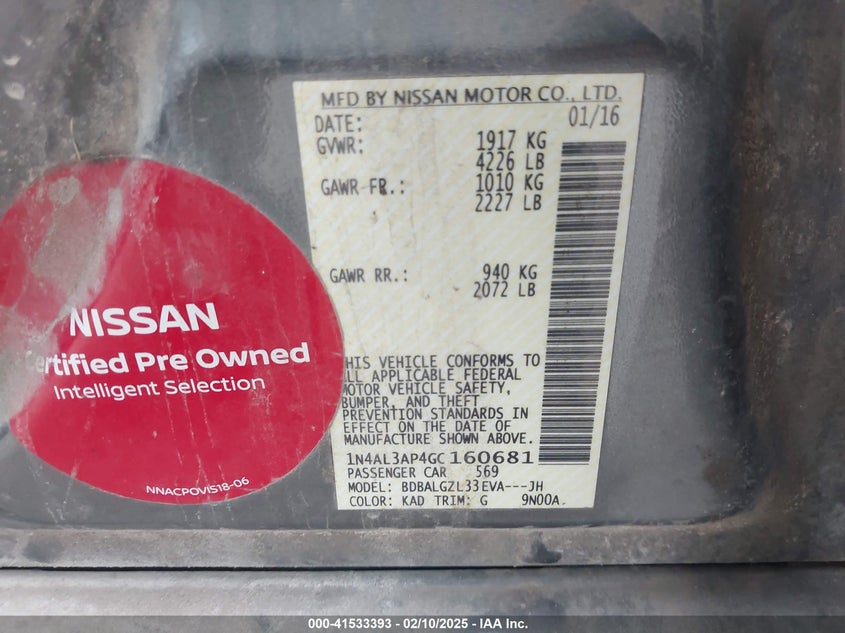 MFD BY NISSAN MOTOR CO., LTD.
DATE: 01/16
GVWR: 1917 KG
4226 LB
GAWR FR.: 1010 KG
2227 LB
GAWR RR.: 940 KG
2072 LB
HIS VEHICLE CONFORMS TO
LL APPLICABLE FEDERAL
MOTOR VEHICLE SAFETY,
BUMPER, AND THEFT
PREVENTION STANDARDS IN
EFFECT ON THE DATE OF
MANUFACTURE SHOWN ABOVE.
1N4AL3AP4GC160681
PASSENGER CAR 569
MODEL: BDBALGZL33EVA---JH
COLOR: KAD TRIM: G 9N00A
NISSAN
ertified Pre Owned
Intelligent Selection
NNACPOVIS18-06
000-41533393 - 02/10/2025 - IAA Inc.